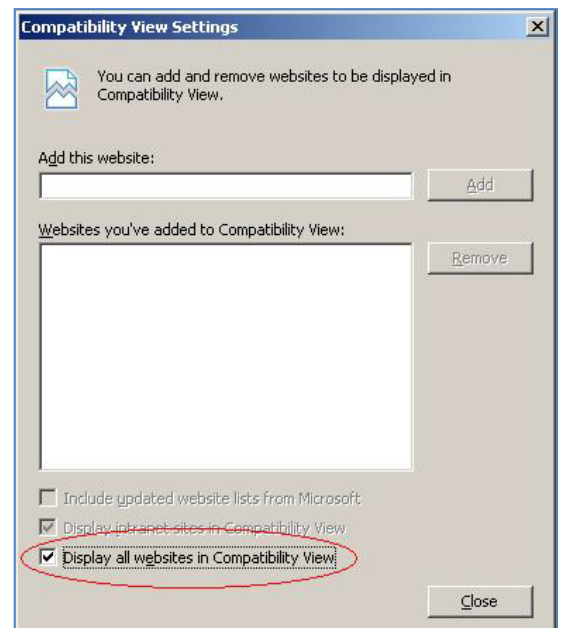 Compatibility View Settings
You can add and remove websites to be displayed in
Compatibility View.
Add this website:
Add
Websites you've added to Compatibility View:
Remove
Include updated website lists from Microsoft
Display intranet sites in Compatibility View
Display all websites in Compatibility View
Close